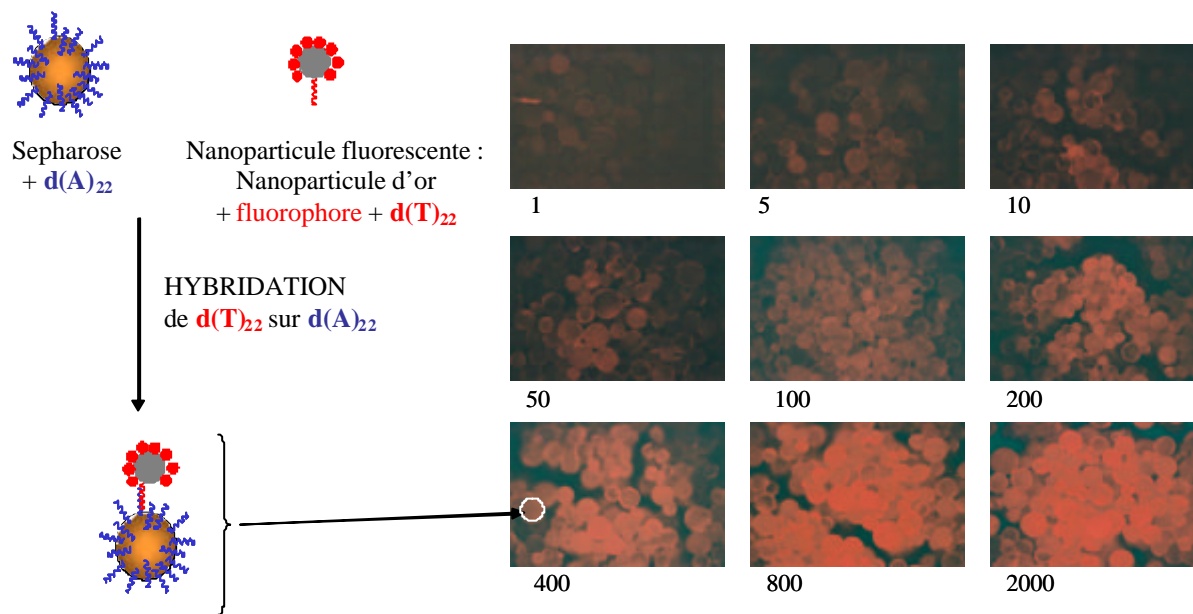 Sepharose
+ d(A)22
Nanoparticule fluorescente :
Nanoparticule d'or
+ fluorophore + d(T)22
HYBRIDATION
de d(T)22 sur d(A)22
1
5
10
50
100
200
400
800
2000